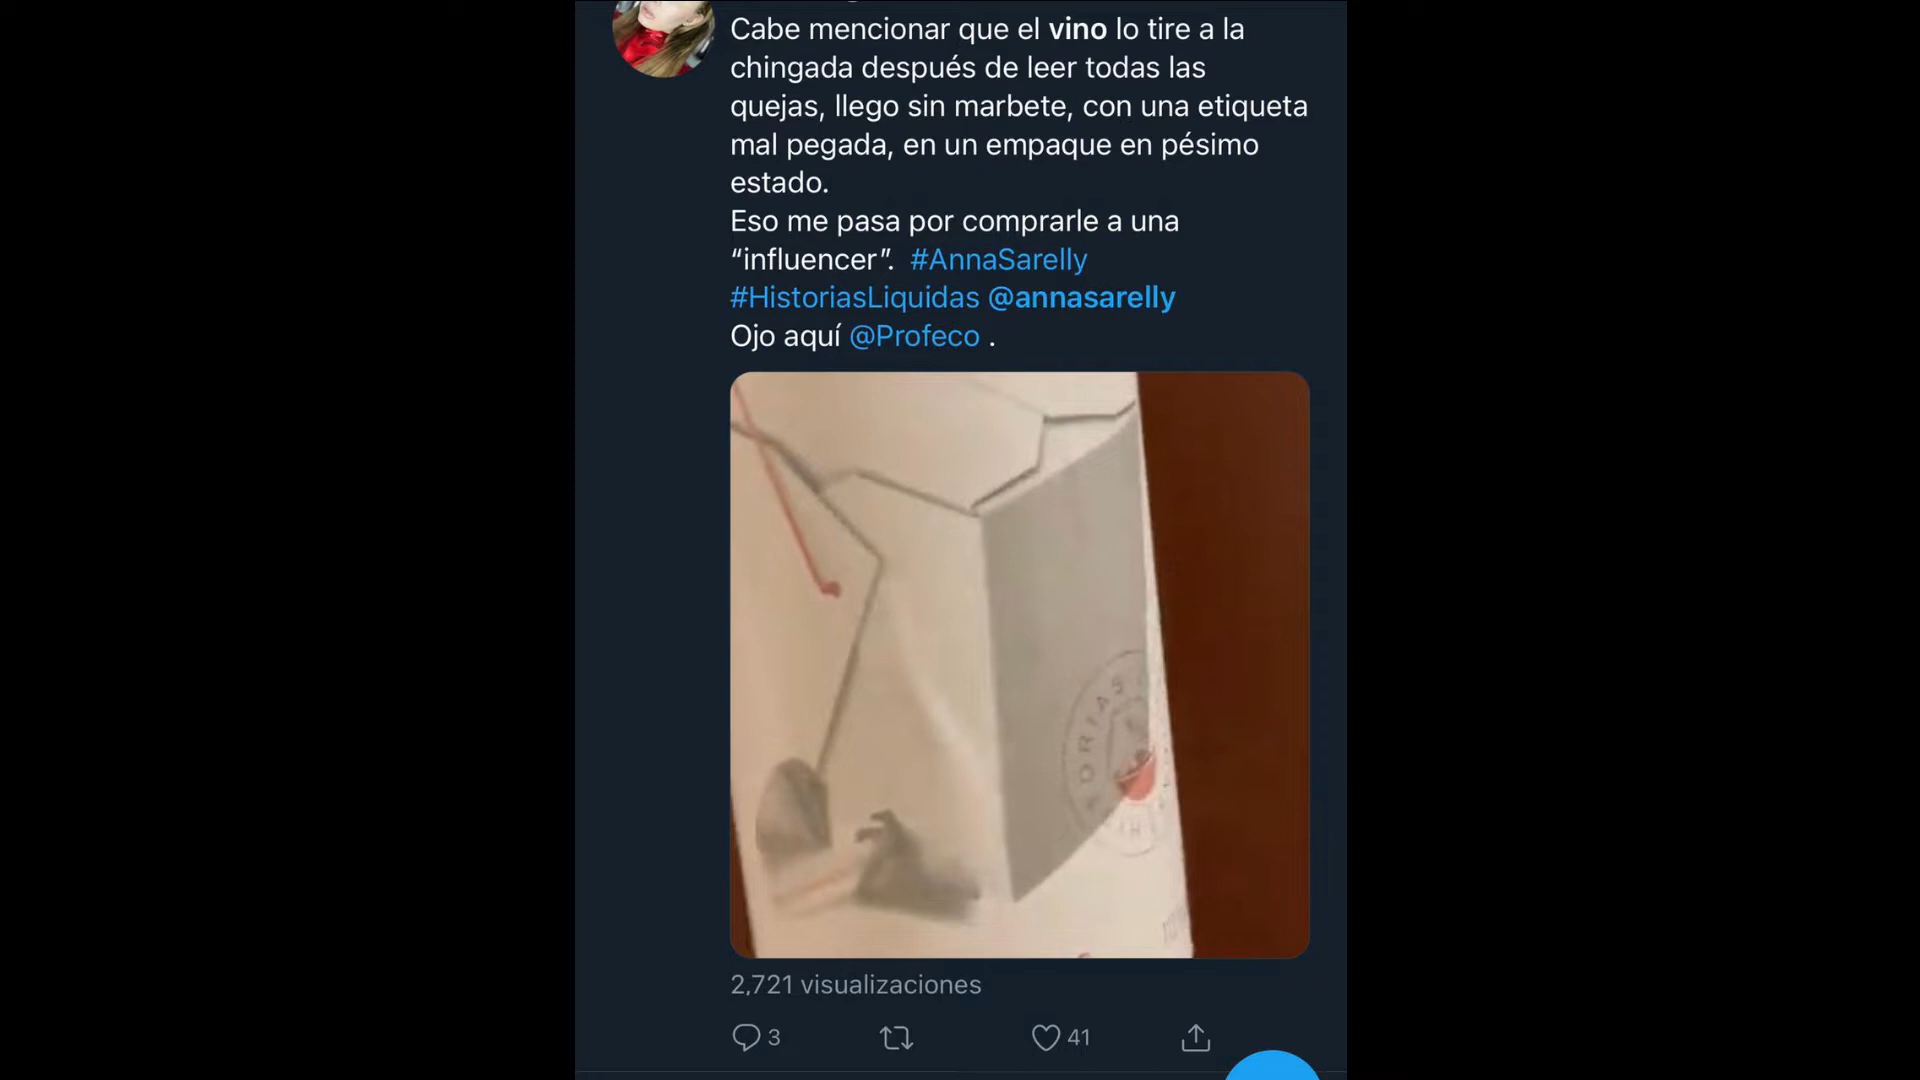 Cabe mencionar que el vino lo tire a la
chingada después de leer todas las
quejas, llego sin marbete, con una etiqueta
mal pegada, en un empaque en pésimo
estado.
Eso me pasa por comprarle a una
“influencer”. #AnnaSarelly
#HistoriasLiquidas @annasarelly
Ojo aquí @Profeco .
2,721 visualizaciones
3
41